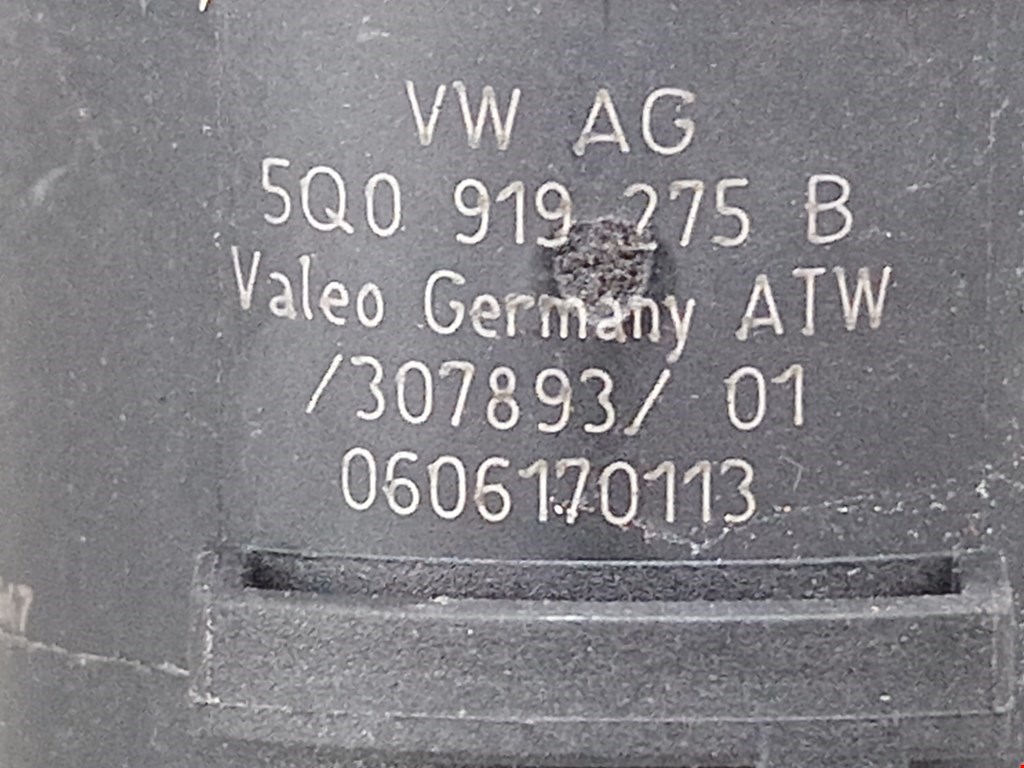 VW AG
5Q0 919 275 B
Valeo Germany ATW
/307893/ 01
0606170113